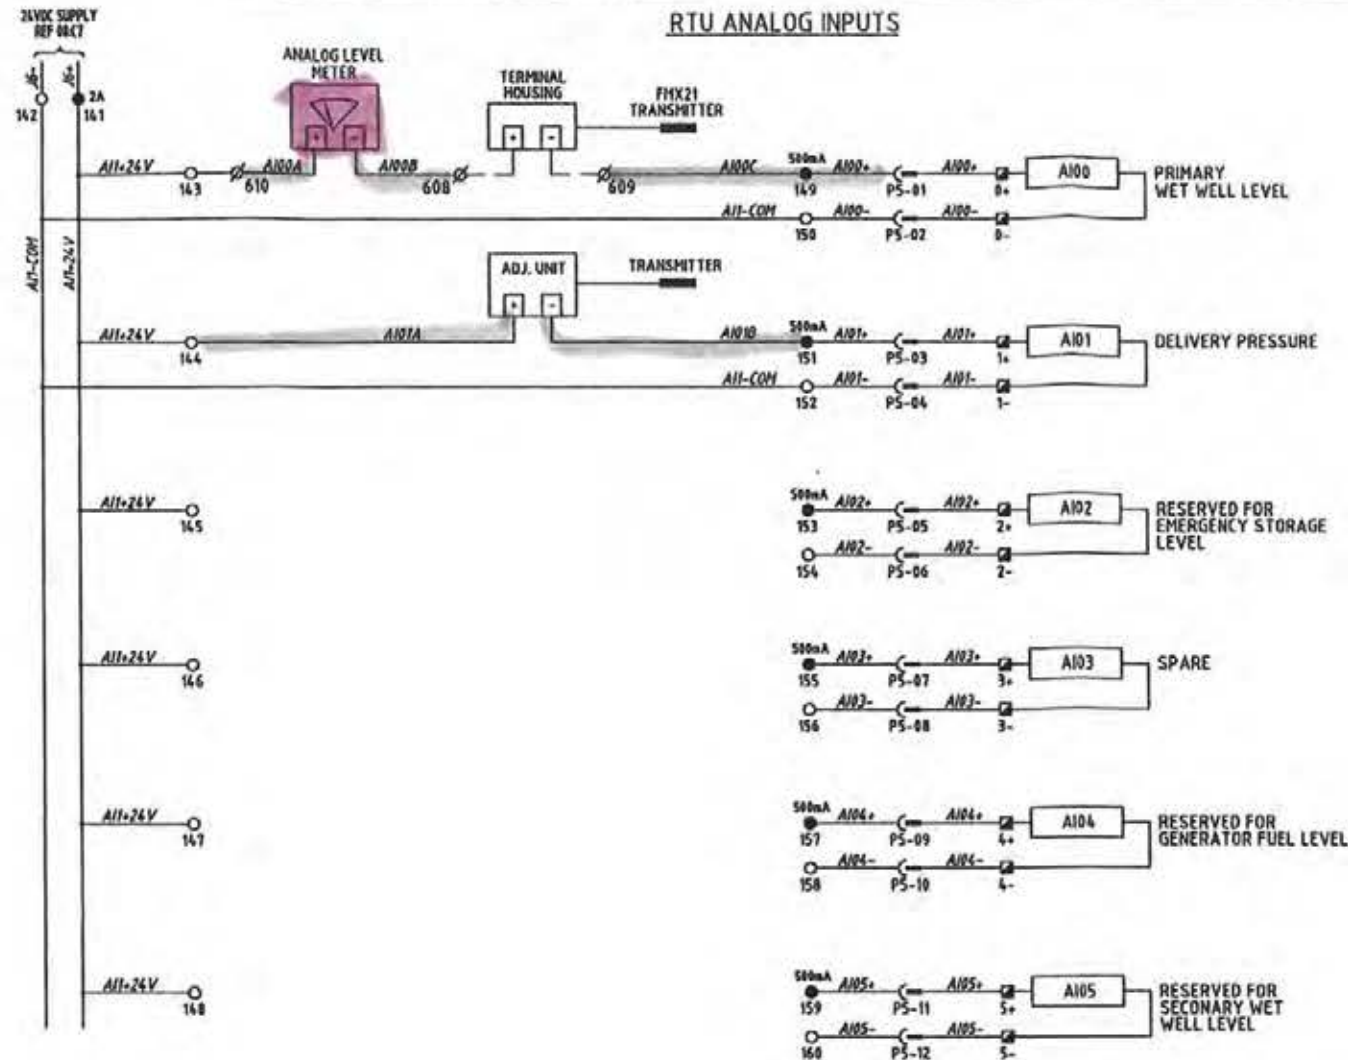 RTU ANALOG INPUTS
24VDC SUPPLY
J6-
J6+
142
2A
141
AI1-COM
AI1+24V
ANALOG LEVEL
METER
+ -
TERMINAL
HOUSING
+ -
FMX21
TRANSMITTER
AI1+24V
143
610
AI00A
AI00B
608
609
AI00C
500mA
149
AI00+
PS-01
AI00+
0+
AI00
PRIMARY
WET WELL LEVEL
AI1-COM
150
AI00-
PS-02
AI00-
0-
ADJ. UNIT
+ -
TRANSMITTER
AI1+24V
144
AI01A
AI01B
500mA
151
AI01+
PS-03
AI01+
1+
AI01
DELIVERY PRESSURE
AI1-COM
152
AI01-
PS-04
AI01-
1-
AI1+24V
145
500mA
153
AI02+
PS-05
AI02+
2+
AI02
RESERVED FOR
EMERGENCY STORAGE
LEVEL
154
AI02-
PS-06
AI02-
2-
AI1+24V
146
500mA
155
AI03+
PS-07
AI03+
3+
AI03
SPARE
156
AI03-
PS-08
AI03-
3-
AI1+24V
147
500mA
157
AI04+
PS-09
AI04+
4+
AI04
RESERVED FOR
GENERATOR FUEL LEVEL
158
AI04-
PS-10
AI04-
4-
AI1+24V
148
500mA
159
AI05+
PS-11
AI05+
5+
AI05
RESERVED FOR
SECONARY WET
WELL LEVEL
160
AI05-
PS-12
AI05-
5-